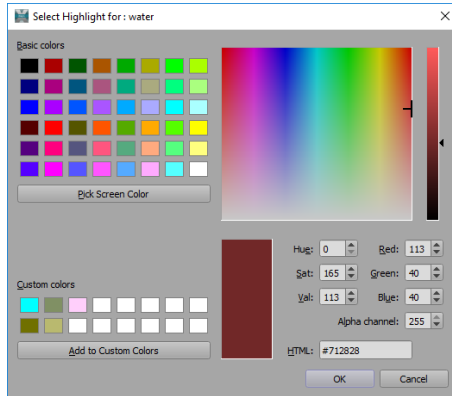 Select Highlight for : water
Basic colors
Pick Screen Color
Custom colors
Add to Custom Colors
Hue: 0 Red: 113
Sat: 165 Green: 40
Val: 113 Blue: 40
Alpha channel: 255
HTML: #712828
OK Cancel